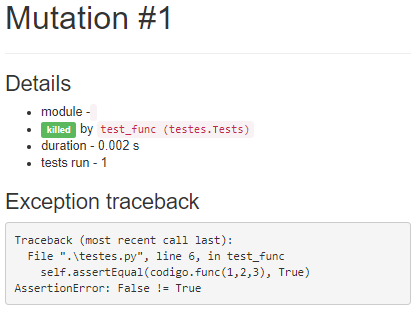 Mutation #1
Details
module -
killed by test_func (testes.Tests)
duration - 0.002 s
tests run - 1
Exception traceback
Traceback (most recent call last):
  File ".\testes.py", line 6, in test_func
    self.assertEqual(codigo.func(1,2,3), True)
AssertionError: False != True